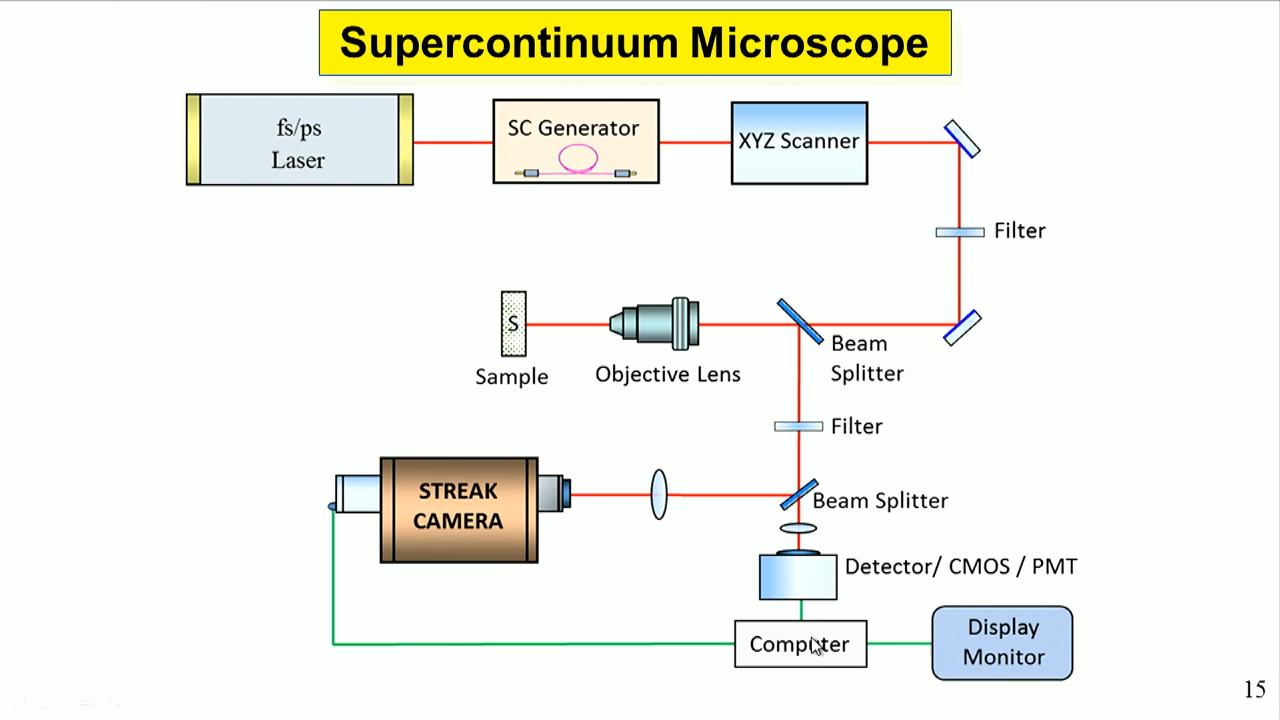 Supercontinuum Microscope
fs/ps
Laser
SC Generator
XYZ Scanner
Filter
S
Sample
Objective Lens
Beam
Splitter
Filter
STREAK
CAMERA
Beam Splitter
Detector/ CMOS / PMT
Computer
Display
Monitor
15